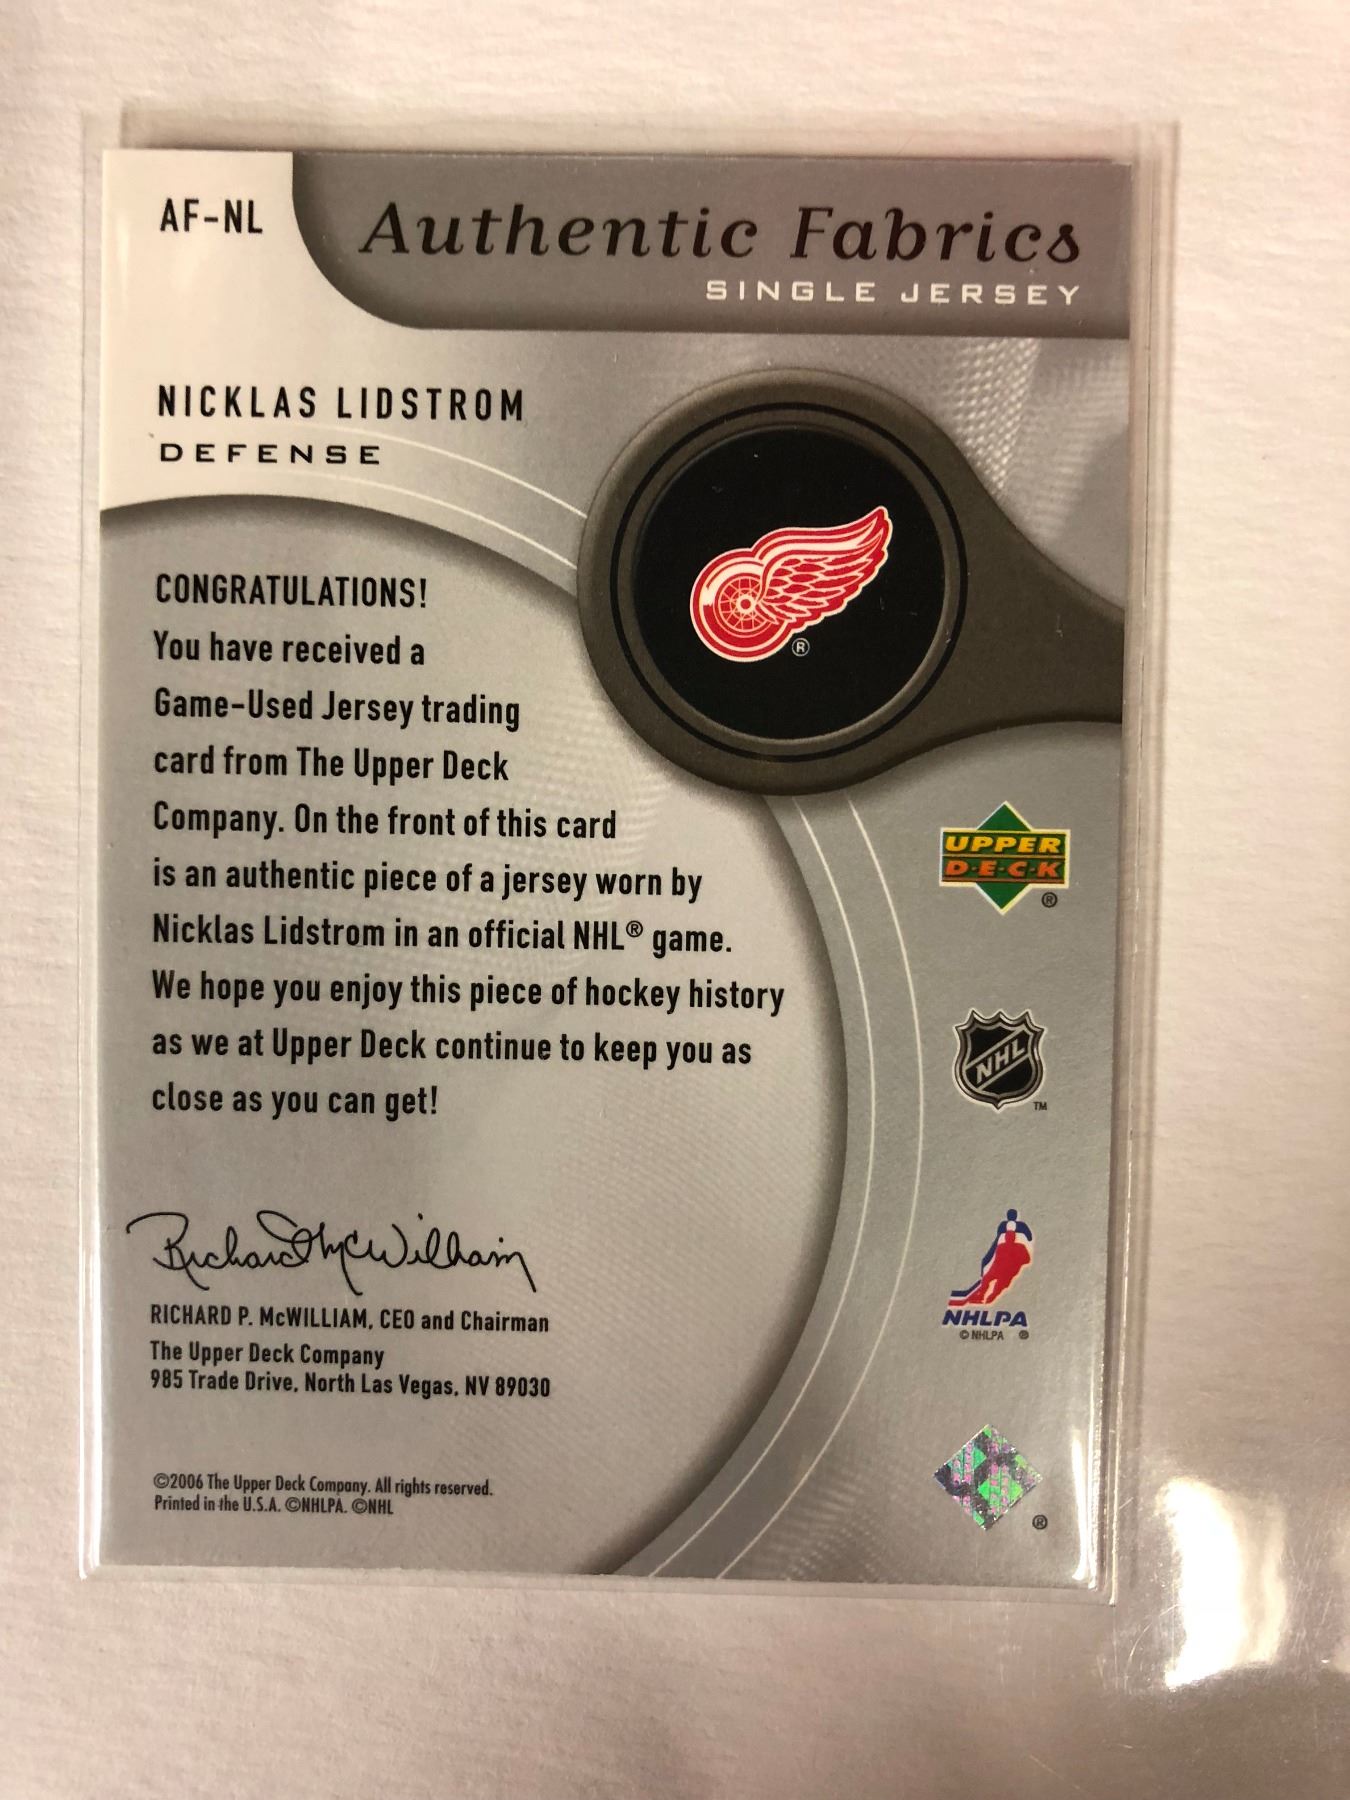 AF-NL
Authentic Fabrics
SINGLE JERSEY
NICKLAS LIDSTROM
DEFENSE
®
CONGRATULATIONS!
You have received a
Game-Used Jersey trading
card from The Upper Deck
Company. On the front of this card
is an authentic piece of a jersey worn by
Nicklas Lidstrom in an official NHL® game.
We hope you enjoy this piece of hockey history
as we at Upper Deck continue to keep you as
close as you can get!
UPPER
D·E·C·K
®
NHL
TM
Richard McWilliam
RICHARD P. McWILLIAM, CEO and Chairman
The Upper Deck Company
985 Trade Drive, North Las Vegas, NV 89030
NHLPA
© NHLPA ®
©2006 The Upper Deck Company. All rights reserved.
Printed in the U.S.A. ©NHLPA. ©NHL
®